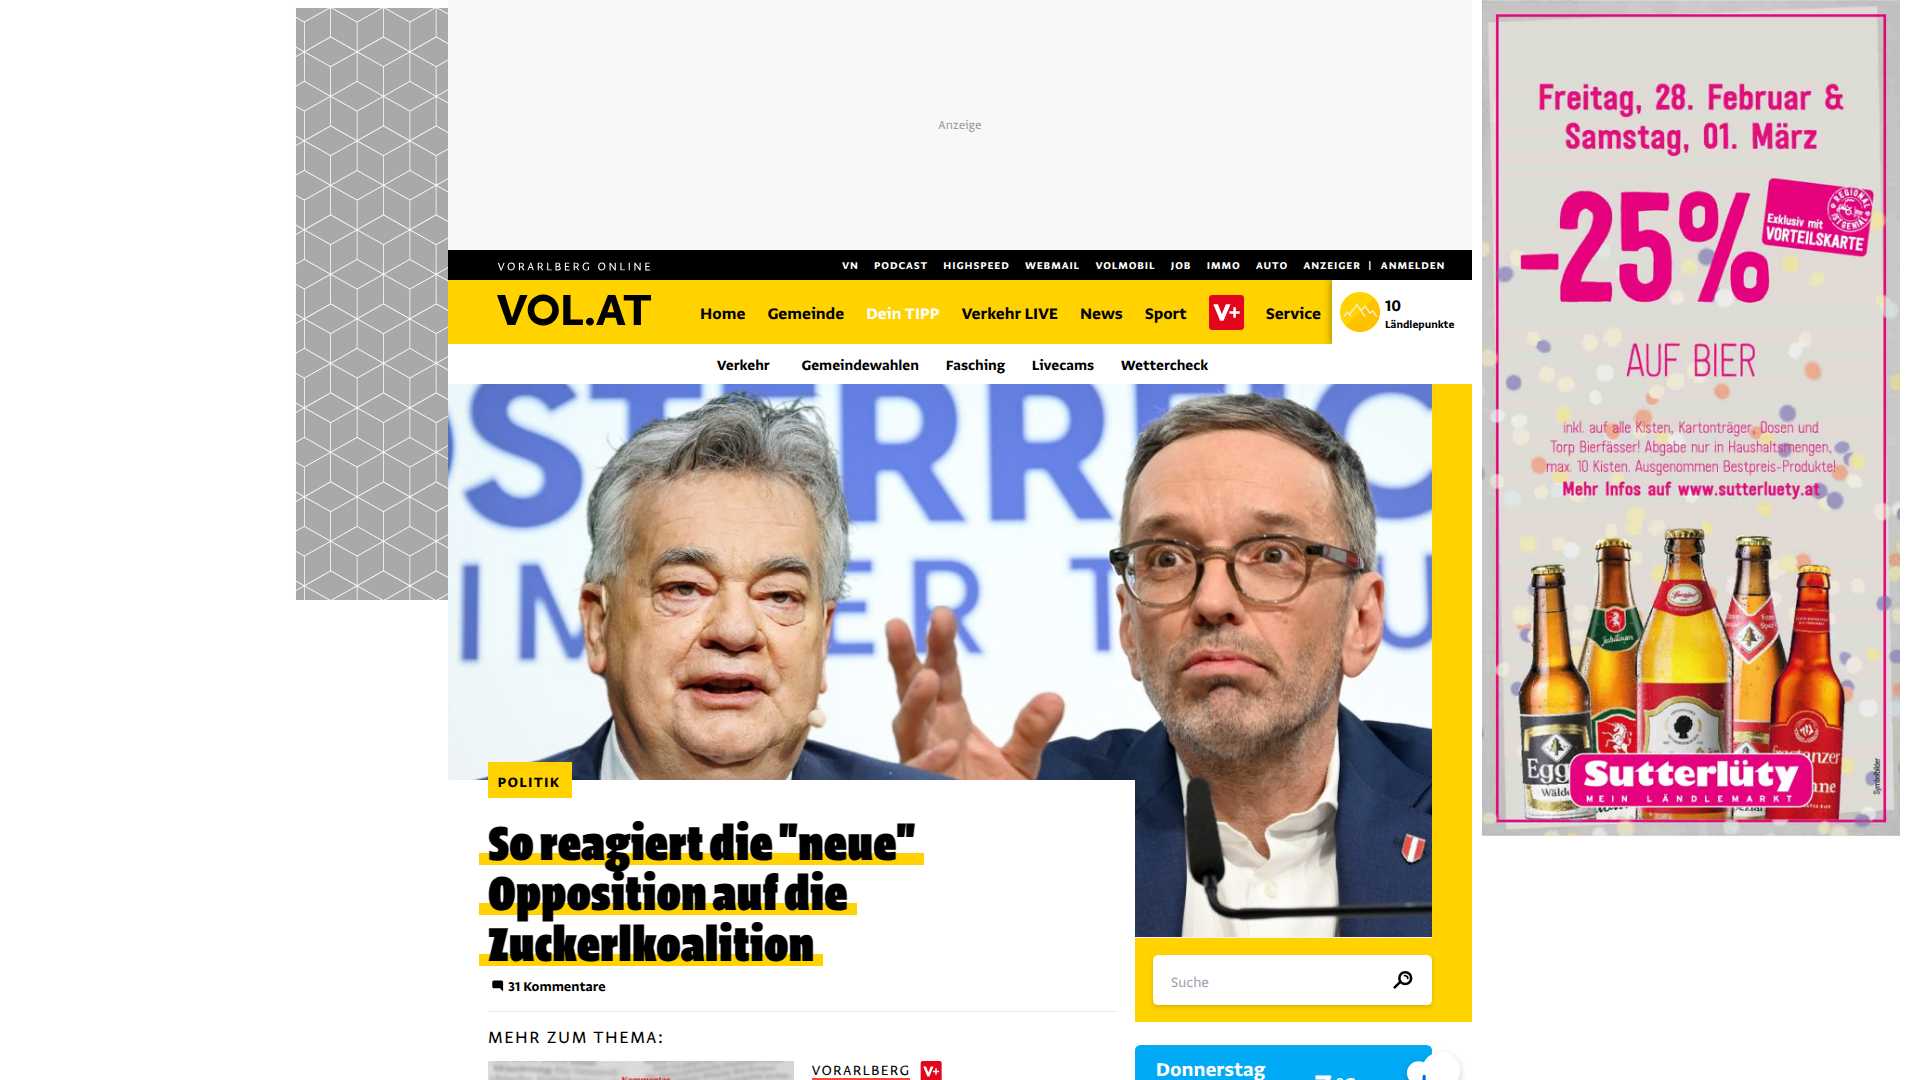 Anzeige
VORARLBERG ONLINE
VN PODCAST HIGHSPEED WEBMAIL VOLMOBIL JOB IMMO AUTO ANZEIGER | ANMELDEN
VOL.AT
Home Gemeinde Dein TIPP Verkehr LIVE News Sport V+ Service
10
Ländlepunkte
Verkehr Gemeindewahlen Fasching Livecams Wettercheck
POLITIK
So reagiert die "neue"
Opposition auf die
Zuckerlkoalition
31 Kommentare
MEHR ZUM THEMA:
VORARLBERG V+
Suche
Donnerstag
Freitag, 28. Februar &
Samstag, 01. März
-25%
REGIONAL
IST GENIAL
Exklusiv mit
VORTEILSKARTE
AUF BIER
inkl. auf alle Kisten, Kartonträger, Dosen und
Torp Bierfässer! Abgabe nur in Haushaltsmengen,
max. 10 Kisten. Ausgenommen Bestpreis-Produkte!
Mehr Infos auf www.sutterluety.at
Sutterlüty
MEIN LÄNDLEMARKT
Symbolbilder